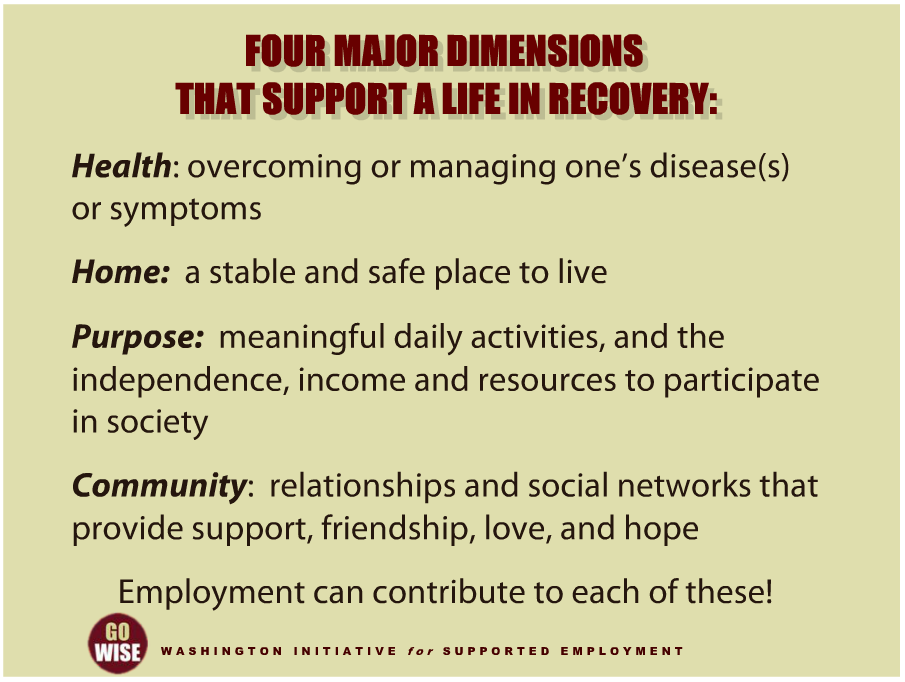 FOUR MAJOR DIMENSIONS
THAT SUPPORT A LIFE IN RECOVERY:
Health: overcoming or managing one’s disease(s)
or symptoms
Home: a stable and safe place to live
Purpose: meaningful daily activities, and the
independence, income and resources to participate
in society
Community: relationships and social networks that
provide support, friendship, love, and hope
Employment can contribute to each of these!
GO
WISE
WASHINGTON INITIATIVE for SUPPORTED EMPLOYMENT